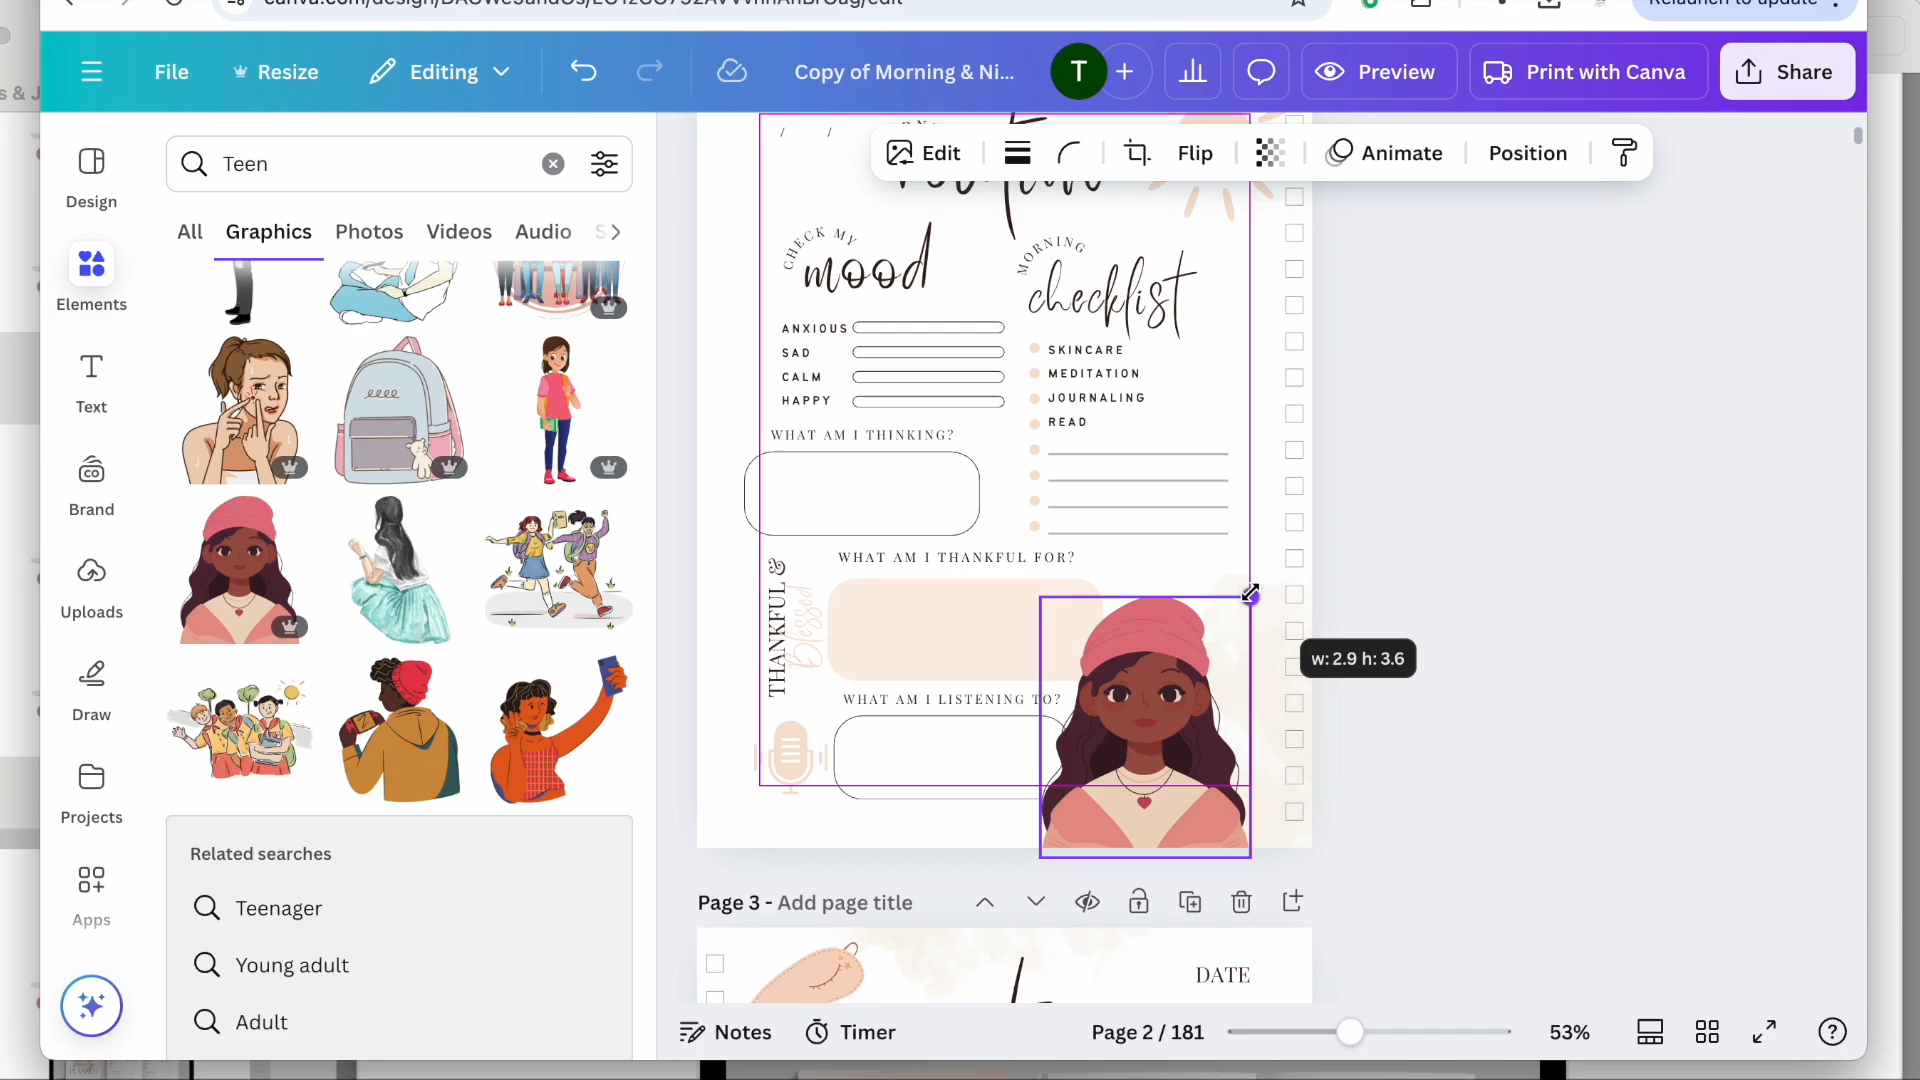 File
Resize
Editing
Copy of Morning & Ni...
T
Preview
Print with Canva
Share
Design
Elements
Text
Brand
Uploads
Draw
Projects
Apps
Teen
All
Graphics
Photos
Videos
Audio
S
Edit
Flip
Animate
Position
/ /
CHECK MY
mood
ANXIOUS
SAD
CALM
HAPPY
MORNING
checklist
SKINCARE
MEDITATION
JOURNALING
READ
WHAT AM I THINKING?
WHAT AM I THANKFUL FOR?
THANKFUL &
Blessed
WHAT AM I LISTENING TO?
w: 2.9 h: 3.6
Related searches
Teenager
Young adult
Adult
Page 3 - Add page title
DATE
Notes
Timer
Page 2 / 181
53%